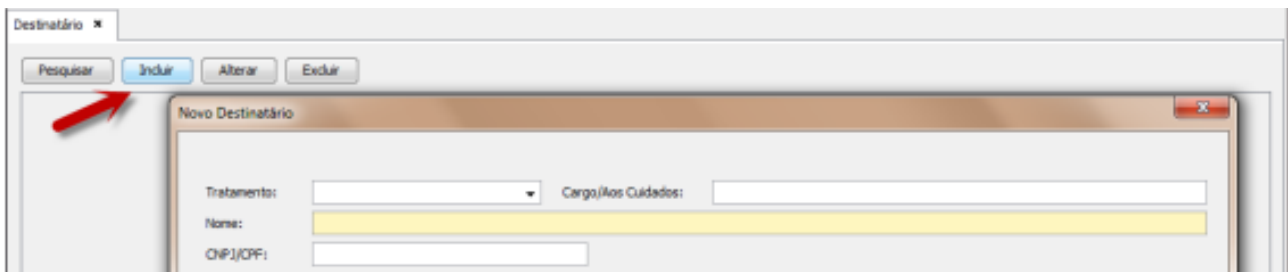 Destinatário ×
Pesquisar Incluir Alterar Excluir
Novo Destinatário x
Tratamento: Cargo/Aos Cuidados:
Nome:
CNPJ/CPF: